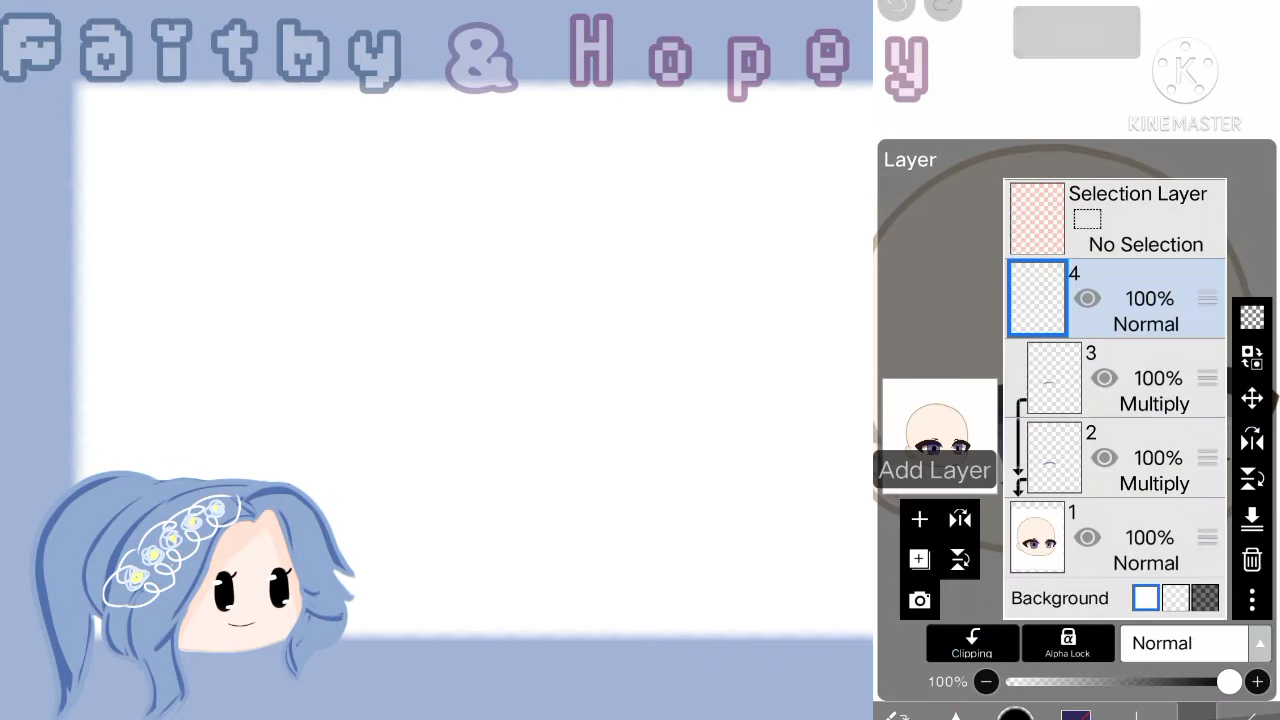 Faithy & Hopey
KINEMASTER
Layer
Selection Layer
No Selection
4
100%
Normal
3
100%
Multiply
2
100%
Multiply
Add Layer
1
100%
Normal
Background
Clipping
Alpha Lock
Normal
100%